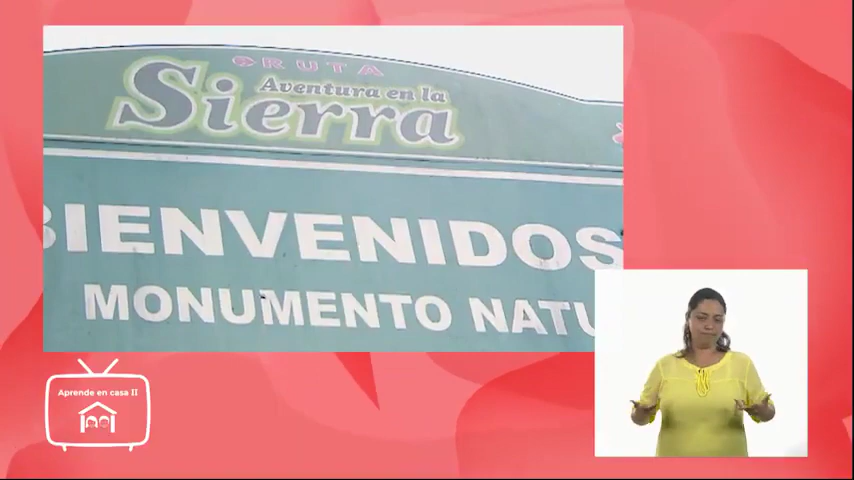 RUTA
Aventura en la
Sierra
BIENVENIDOS
MONUMENTO NATU
Aprende en casa II